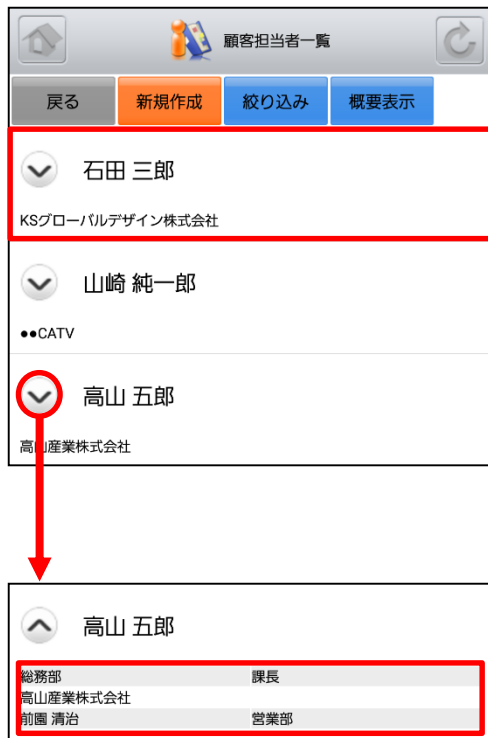 顧客担当者一覧
戻る 新規作成 絞り込み 概要表示
石田 三郎
KSグローバルデザイン株式会社
山崎 純一郎
●●CATV
高山 五郎
高山産業株式会社
高山 五郎
総務部 課長
高山産業株式会社
前園 清治 営業部